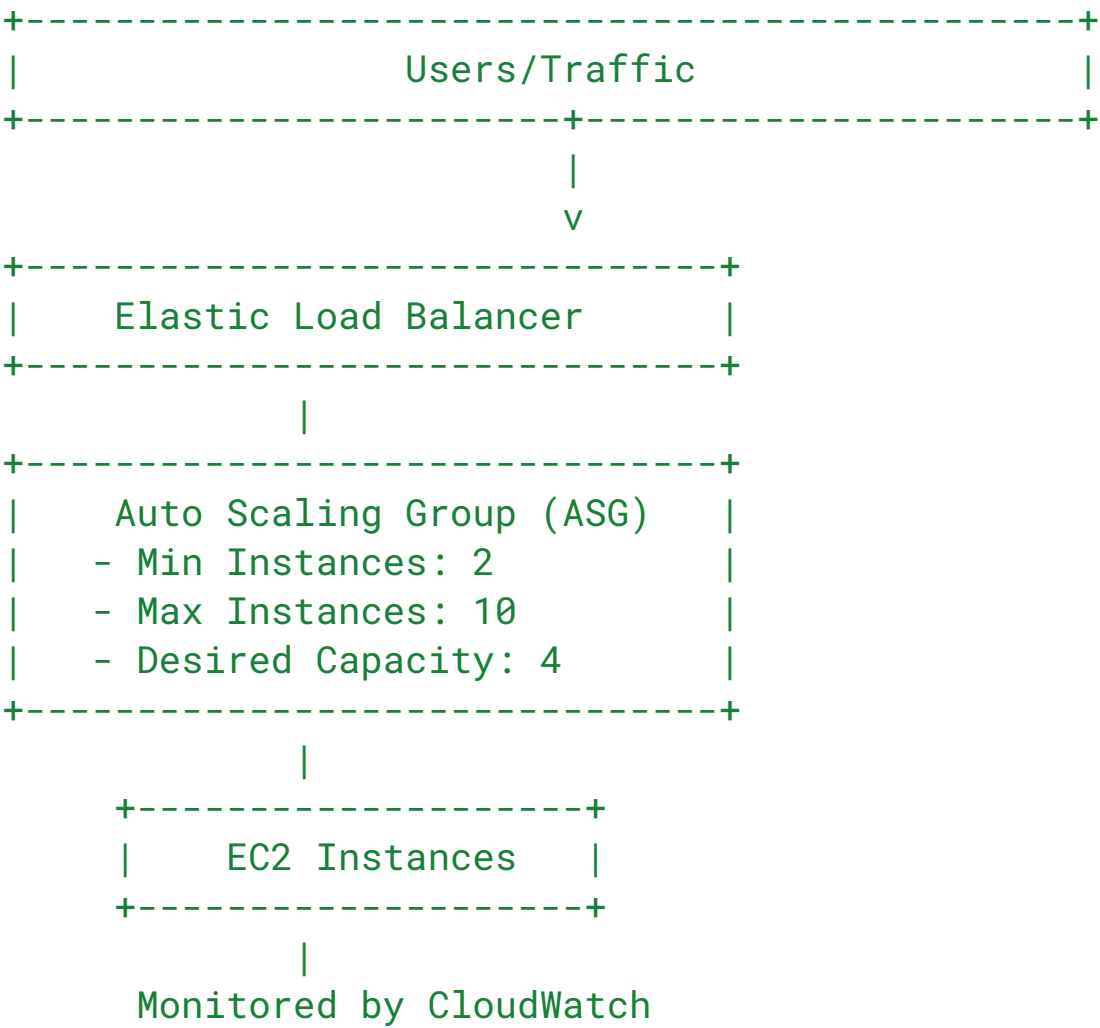 +-----------------------------------------------+
|                 Users/Traffic                 |
+------------------------+----------------------+
                         |
                         v
+-------------------------------+
|    Elastic Load Balancer      |
+-------------------------------+
             |
+-------------------------------+
|    Auto Scaling Group (ASG)   |
|   - Min Instances: 2          |
|   - Max Instances: 10         |
|   - Desired Capacity: 4       |
+-------------------------------+
             |
     +--------------------+
     |    EC2 Instances   |
     +--------------------+
             |
      Monitored by CloudWatch